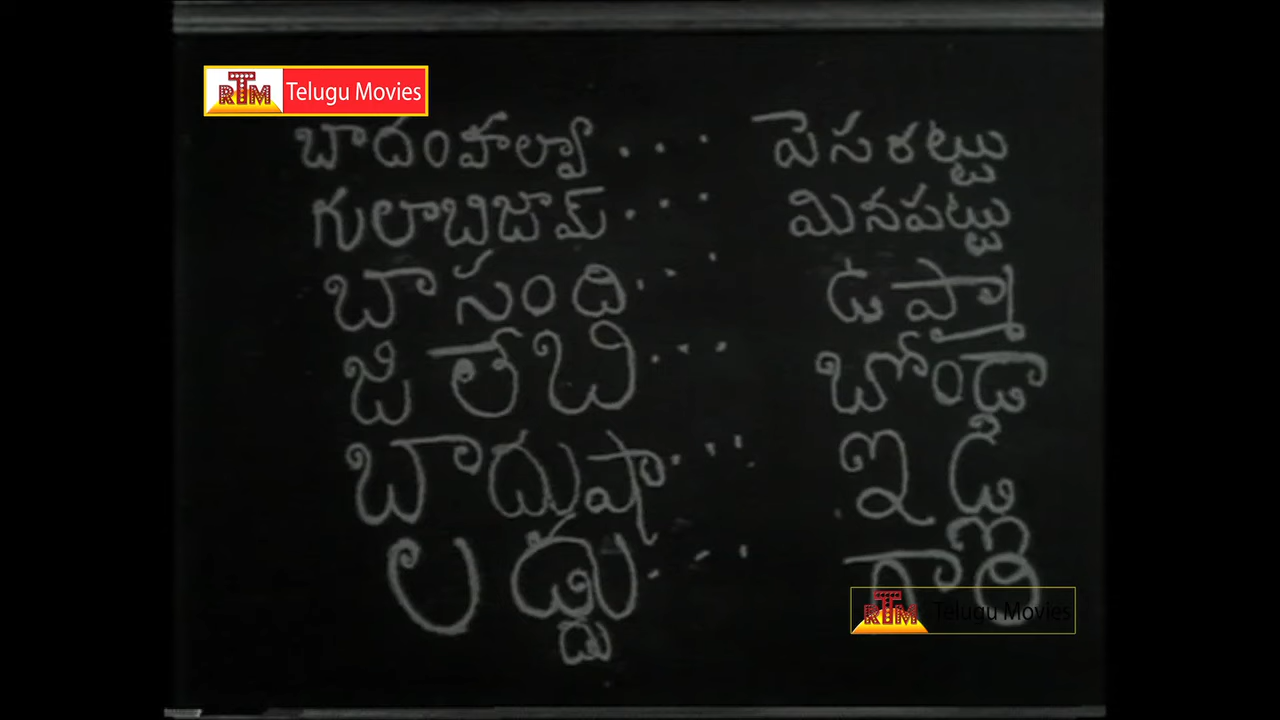 RTM Telugu Movies
బాదంహల్వా . . . పెసరట్టు
గులాబిజామ్ . . . మినపట్టు
బాసంది . . . ఉప్మా
జిలేబి . . . బోండా
బాదుషా . . . ఇడ్లి
లడ్డు . . . గారి
RTM Telugu Movies